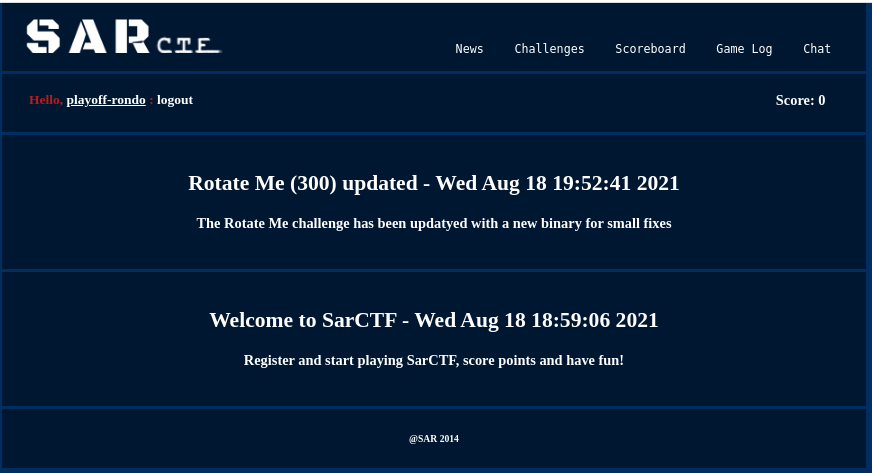 SAR CTF
News Challenges Scoreboard Game Log Chat
Hello, playoff-rondo : logout
Score: 0
Rotate Me (300) updated - Wed Aug 18 19:52:41 2021
The Rotate Me challenge has been updatyed with a new binary for small fixes
Welcome to SarCTF - Wed Aug 18 18:59:06 2021
Register and start playing SarCTF, score points and have fun!
@SAR 2014